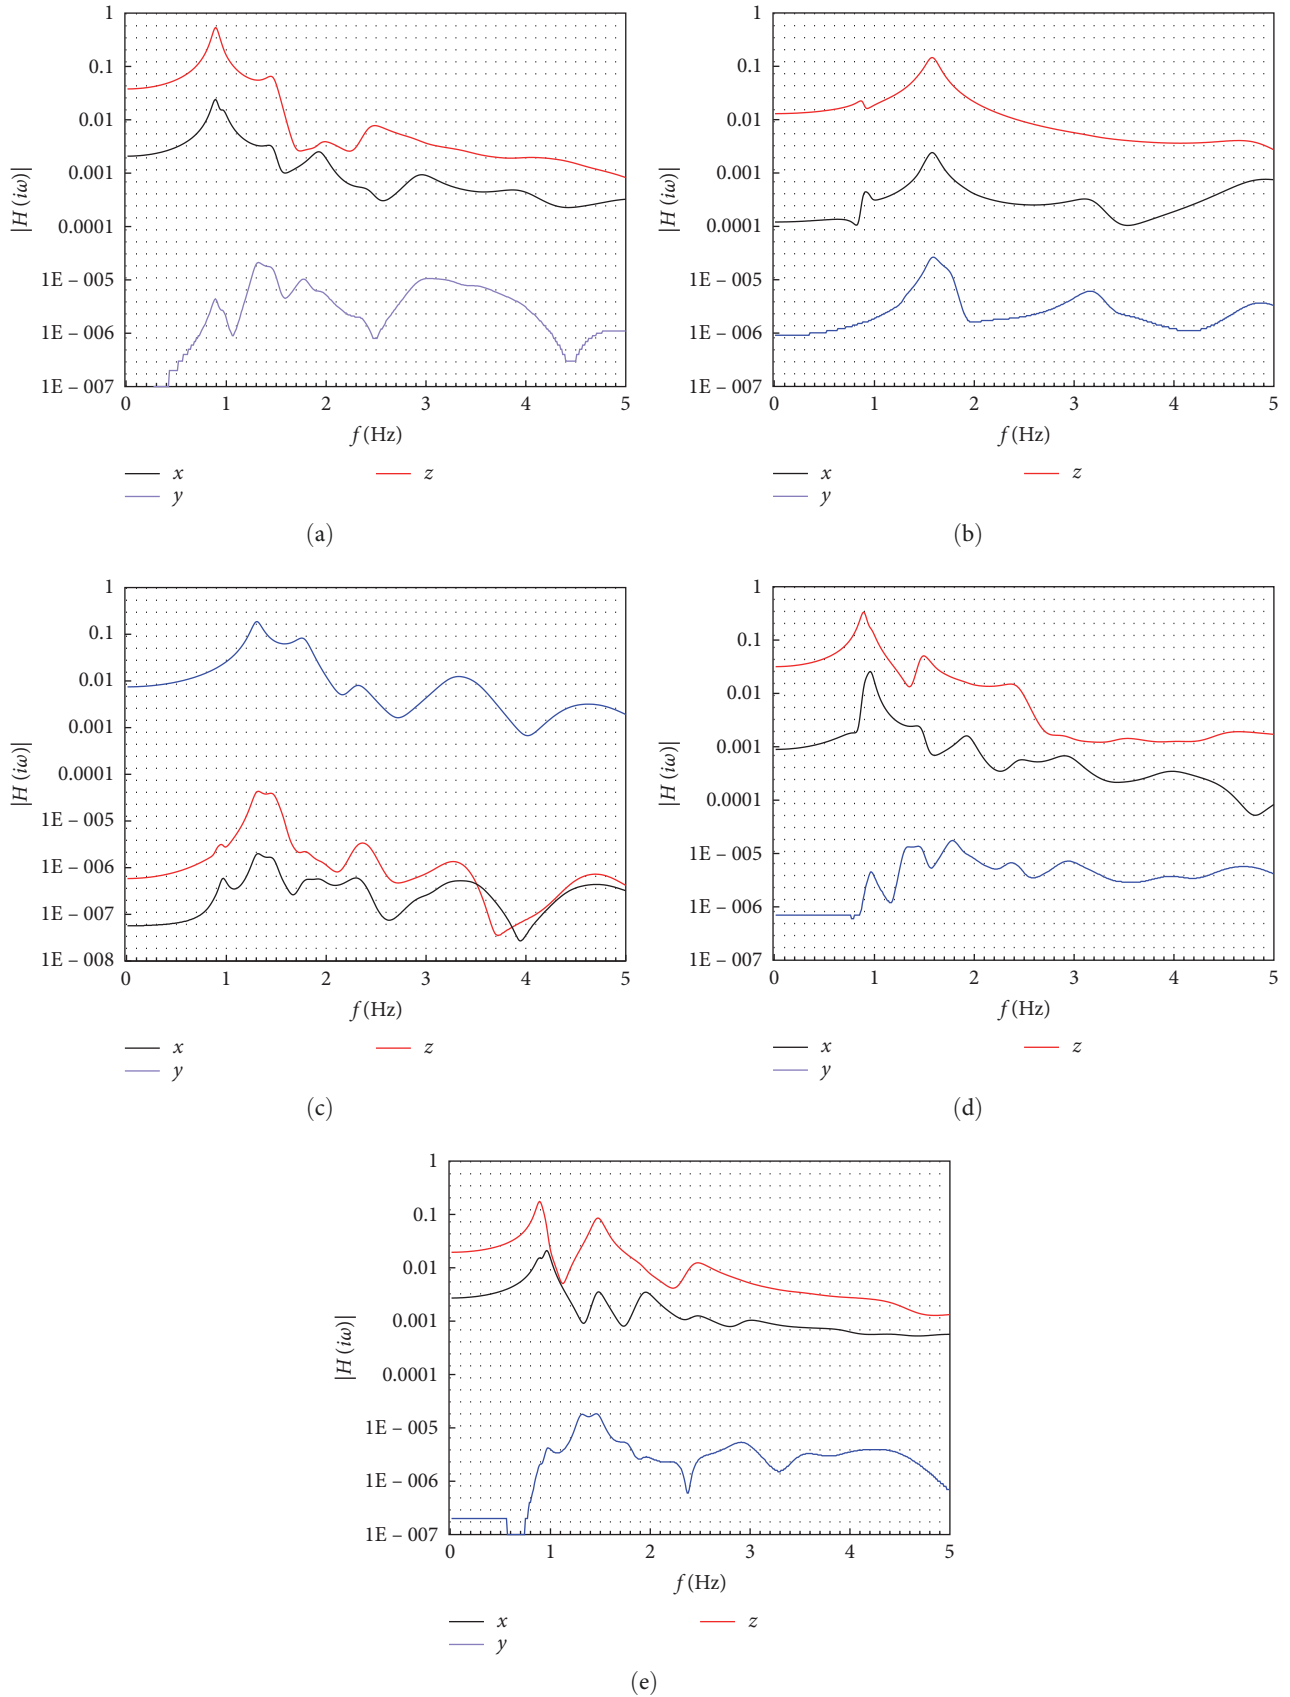 1
0.1
0.01
0.001
0.0001
1E – 005
1E – 006
1E – 007
|H (iω)|
0 1 2 3 4 5
f (Hz)
x z
y
(a)
1
0.1
0.01
0.001
0.0001
1E – 005
1E – 006
1E – 007
|H (iω)|
0 1 2 3 4 5
f (Hz)
x z
y
(b)
1
0.1
0.01
0.001
0.0001
1E – 005
1E – 006
1E – 007
1E – 008
|H (iω)|
0 1 2 3 4 5
f (Hz)
x z
y
(c)
1
0.1
0.01
0.001
0.0001
1E – 005
1E – 006
1E – 007
|H (iω)|
0 1 2 3 4 5
f (Hz)
x z
y
(d)
1
0.1
0.01
0.001
0.0001
1E – 005
1E – 006
1E – 007
|H (iω)|
0 1 2 3 4 5
f (Hz)
x z
y
(e)